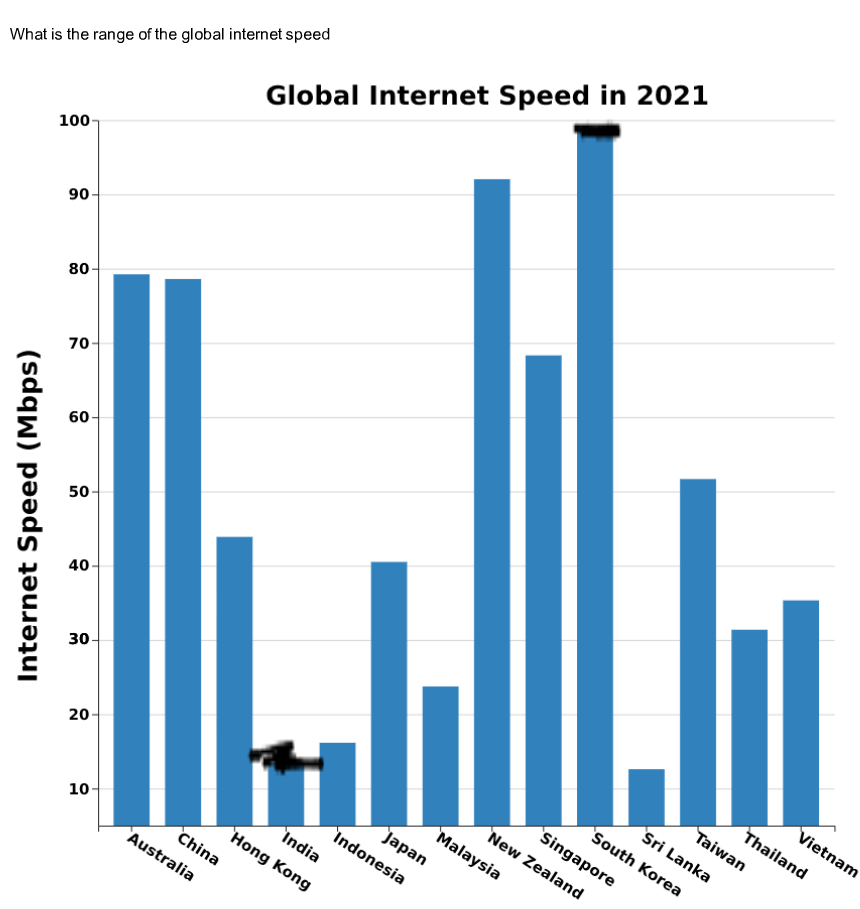 What is the range of the global internet speed
Global Internet Speed in 2021
100
90
80
70
60
50
40
30
20
10
Internet Speed (Mbps)
Australia
China
Hong Kong
India
Indonesia
Japan
Malaysia
New Zealand
Singapore
South Korea
Sri Lanka
Taiwan
Thailand
Vietnam